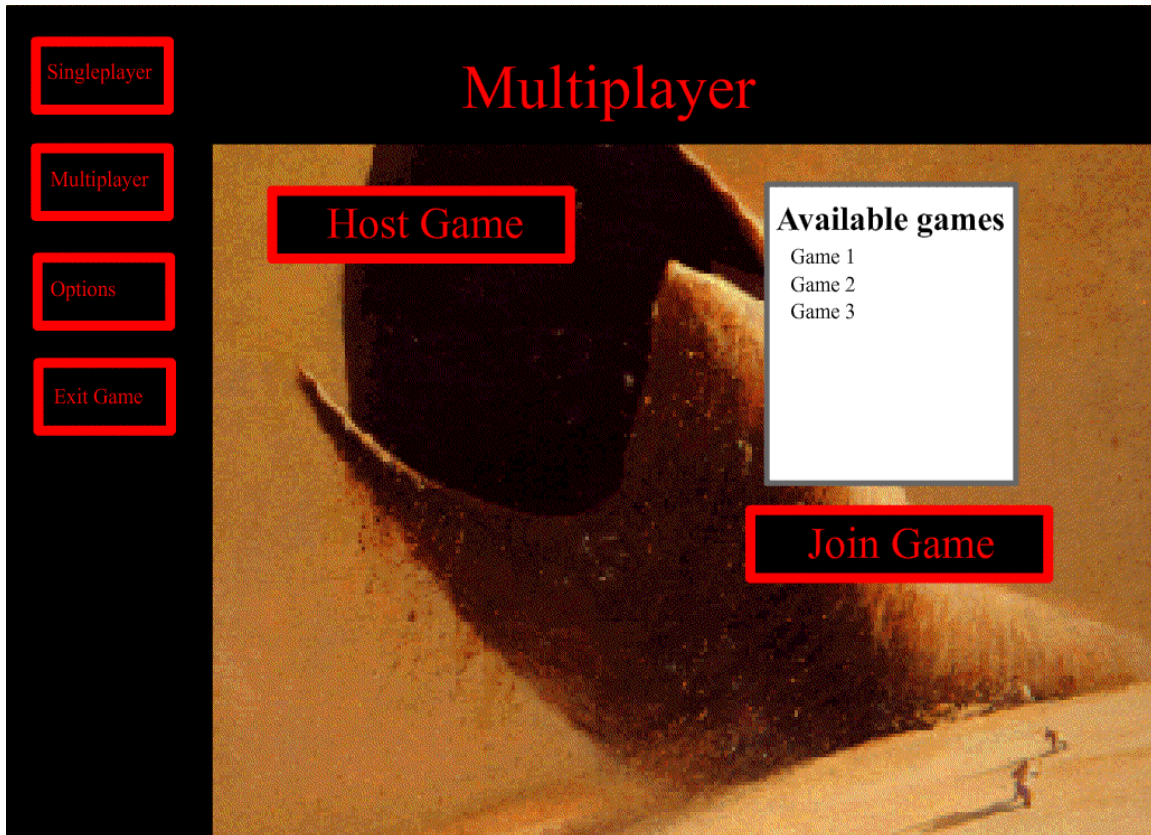 Singleplayer
Multiplayer
Options
Exit Game
Multiplayer
Host Game
Available games
Game 1
Game 2
Game 3
Join Game